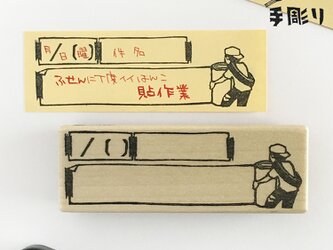 手彫り
月/日(曜) 件名
ふせんに丁度イイはんこ
貼作業
/ ( )